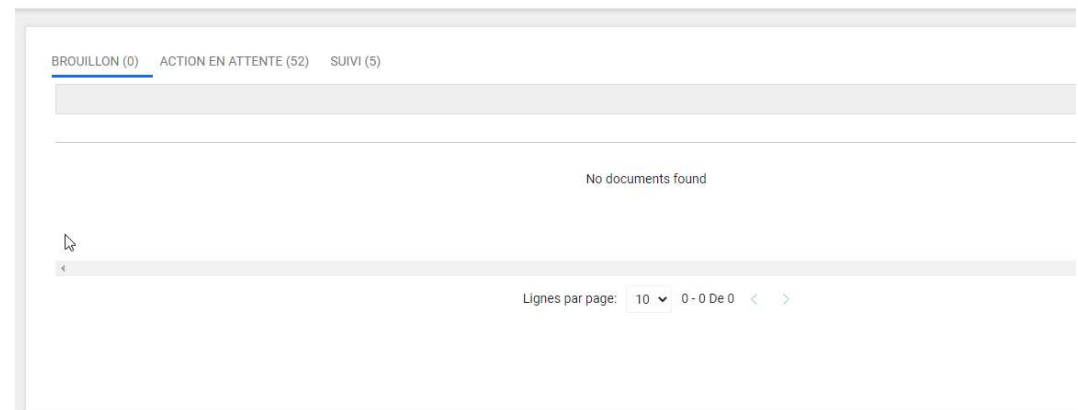 BROUILLON (0) ACTION EN ATTENTE (52) SUIVI (5)
No documents found
Lignes par page: 10 0 - 0 De 0